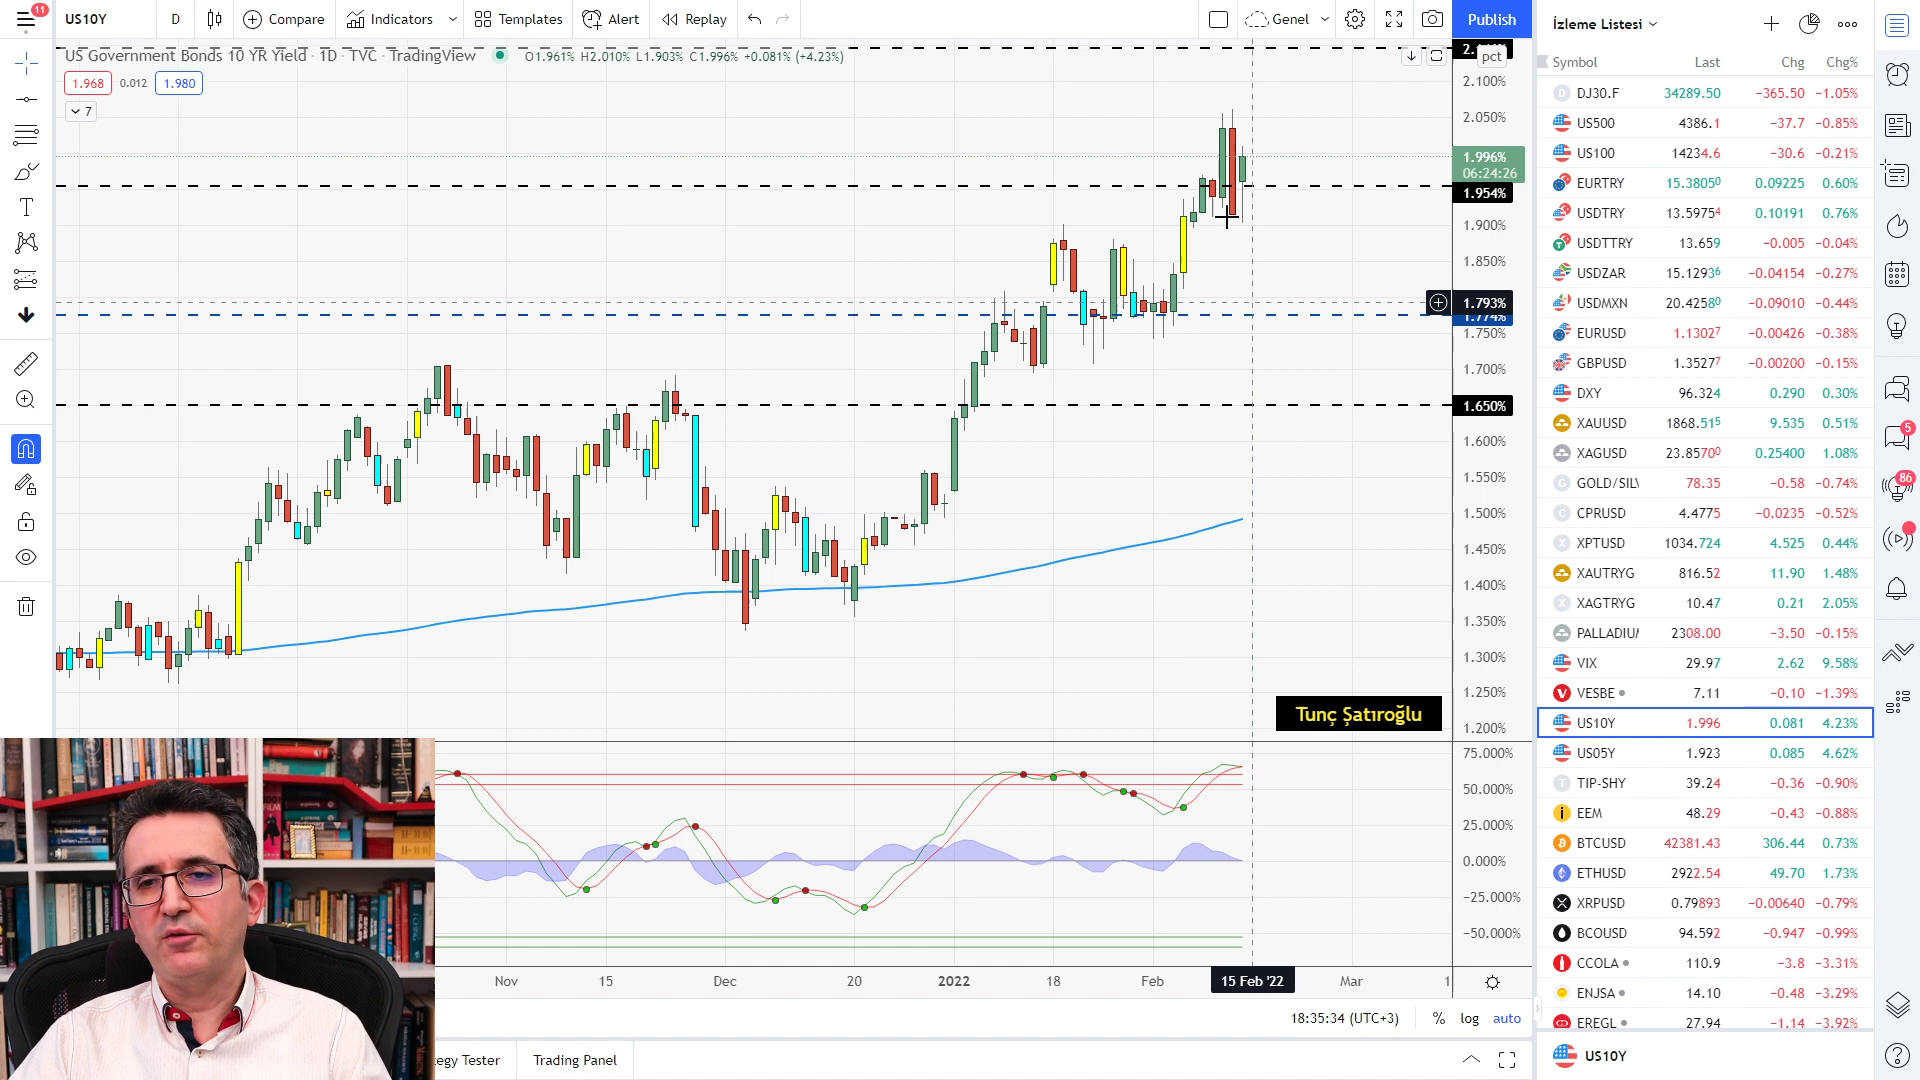 11
US10Y D Compare Indicators Templates Alert Replay Genel Publish
US Government Bonds 10 YR Yield · 1D · TVC · TradingView O1.961% H2.010% L1.903% C1.996% +0.081% (+4.23%)
1.968 0.012 1.980
7
pct
2.100%
2.050%
1.996%
06:24:26
1.954%
1.900%
1.850%
1.793%
1.774%
1.750%
1.700%
1.650%
1.600%
1.550%
1.500%
1.450%
1.400%
1.350%
1.300%
1.250%
1.200%
Tunç Şatıroğlu
75.000%
50.000%
25.000%
0.000%
−25.000%
−50.000%
Nov 15 Dec 20 2022 18 Feb 15 Feb '22 Mar 1
18:35:34 (UTC+3) % log auto
egy Tester Trading Panel
İzleme Listesi
Symbol Last Chg Chg%
DJ30.F 34289.50 −365.50 −1.05%
US500 4386.1 −37.7 −0.85%
US100 14234.6 −30.6 −0.21%
EURTRY 15.38050 0.09225 0.60%
USDTRY 13.59754 0.10191 0.76%
USDTTRY 13.659 −0.005 −0.04%
USDZAR 15.12936 −0.04154 −0.27%
USDMXN 20.42580 −0.09010 −0.44%
EURUSD 1.13027 −0.00426 −0.38%
GBPUSD 1.35277 −0.00200 −0.15%
DXY 96.324 0.290 0.30%
XAUUSD 1868.515 9.535 0.51%
XAGUSD 23.85700 0.25400 1.08%
GOLD/SIL 78.35 −0.58 −0.74%
CPRUSD 4.4775 −0.0235 −0.52%
XPTUSD 1034.724 4.525 0.44%
XAUTRYG 816.52 11.90 1.48%
XAGTRYG 10.47 0.21 2.05%
PALLADIU 2308.00 −3.50 −0.15%
VIX 29.97 2.62 9.58%
VESBE 7.11 −0.10 −1.39%
US10Y 1.996 0.081 4.23%
US05Y 1.923 0.085 4.62%
TIP-SHY 39.24 −0.36 −0.90%
EEM 48.29 −0.43 −0.88%
BTCUSD 42381.43 306.44 0.73%
ETHUSD 2922.54 49.70 1.73%
XRPUSD 0.79893 −0.00640 −0.79%
BCOUSD 94.592 −0.947 −0.99%
CCOLA 110.9 −3.8 −3.31%
ENJSA 14.10 −0.48 −3.29%
EREGL 27.94 −1.14 −3.92%
US10Y
5
86